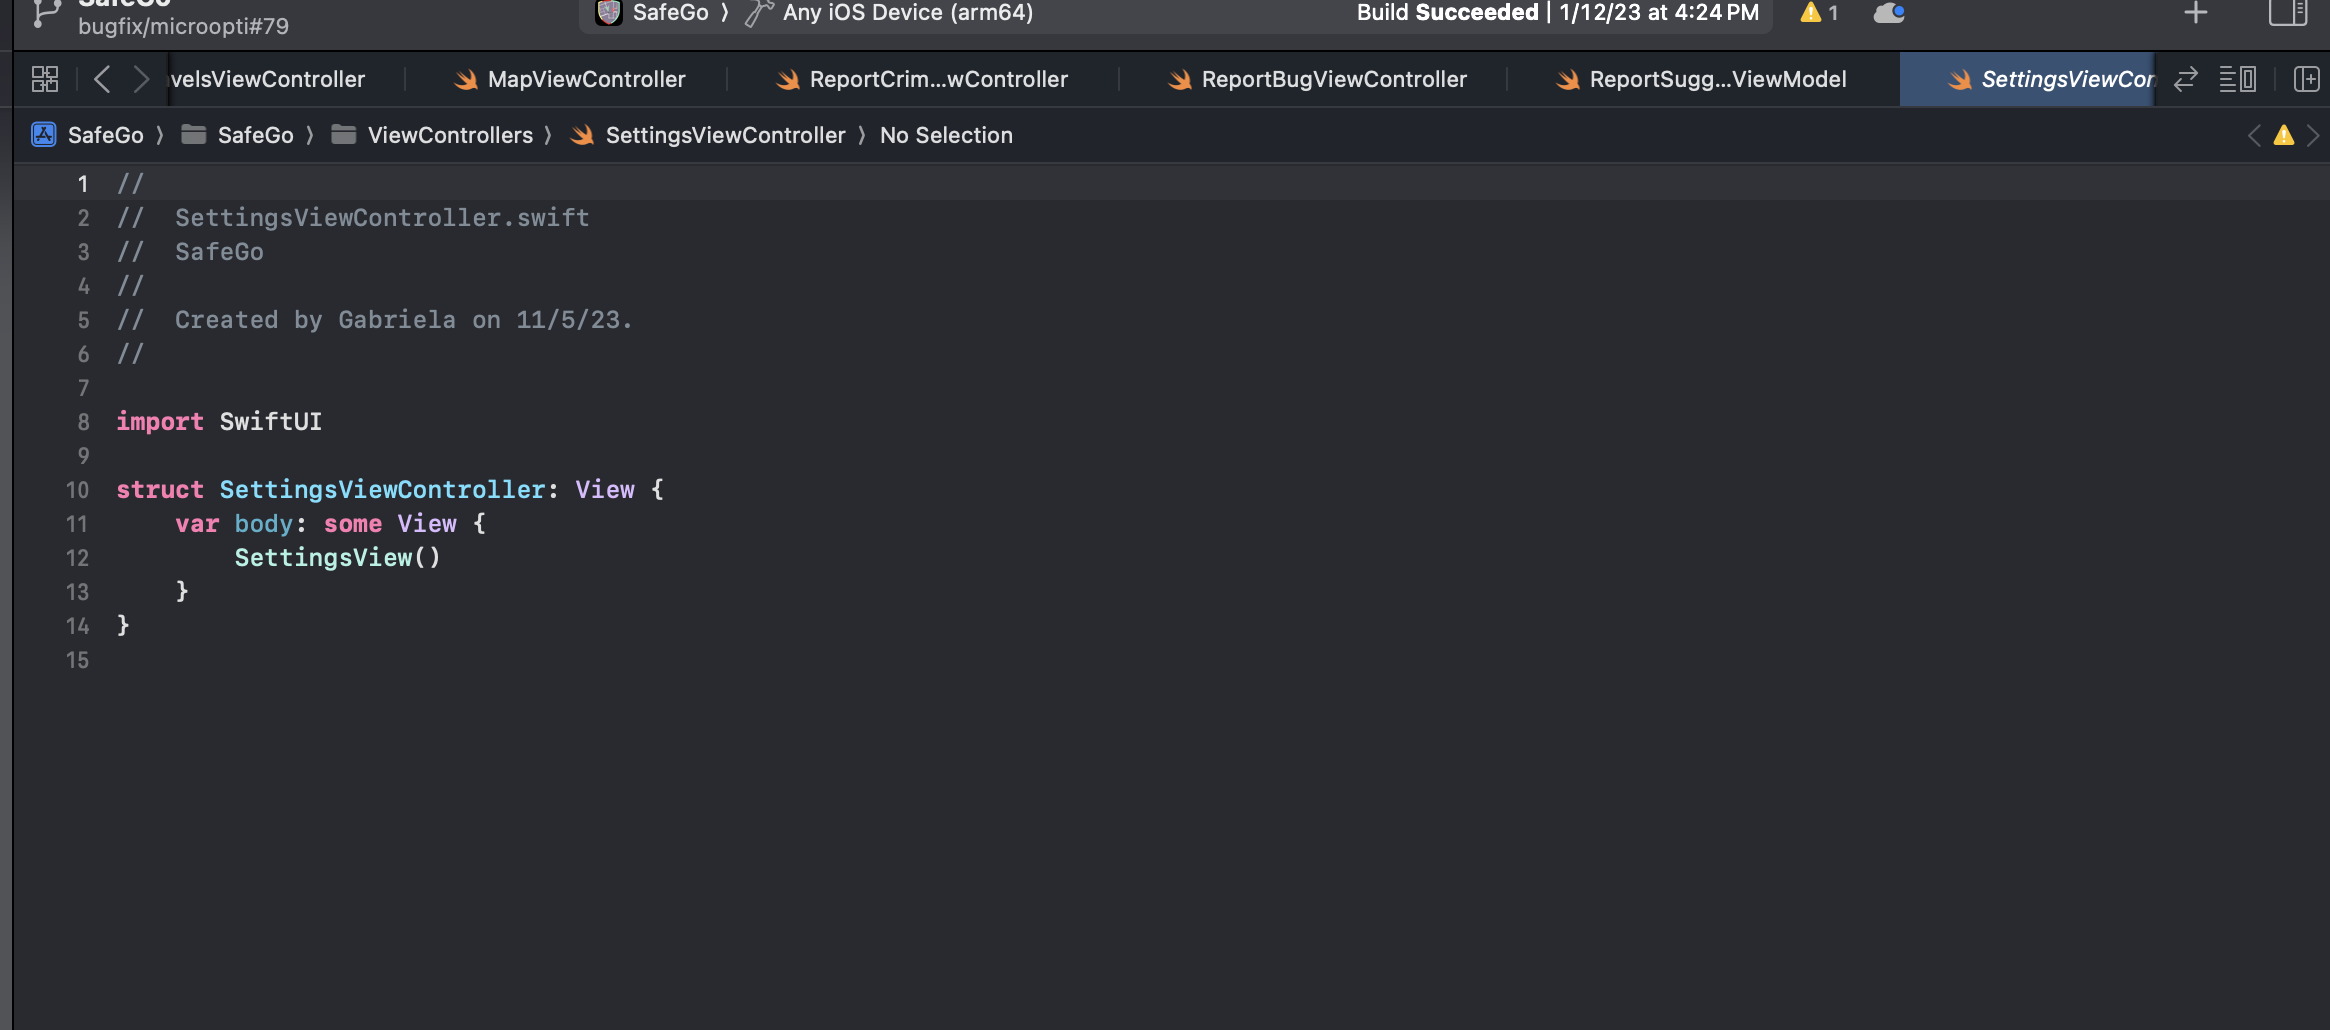 SafeGo
bugfix/microopti#79
SafeGo 〉 Any iOS Device (arm64)
Build Succeeded | 1/12/23 at 4:24 PM
1
velsViewController
MapViewController
ReportCrim...wController
ReportBugViewController
ReportSugg...ViewModel
SettingsViewCon
SafeGo 〉 SafeGo 〉 ViewControllers 〉 SettingsViewController 〉 No Selection
1 //
2 //  SettingsViewController.swift
3 //  SafeGo
4 //
5 //  Created by Gabriela on 11/5/23.
6 //
7
8 import SwiftUI
9
10 struct SettingsViewController: View {
11     var body: some View {
12         SettingsView()
13     }
14 }
15